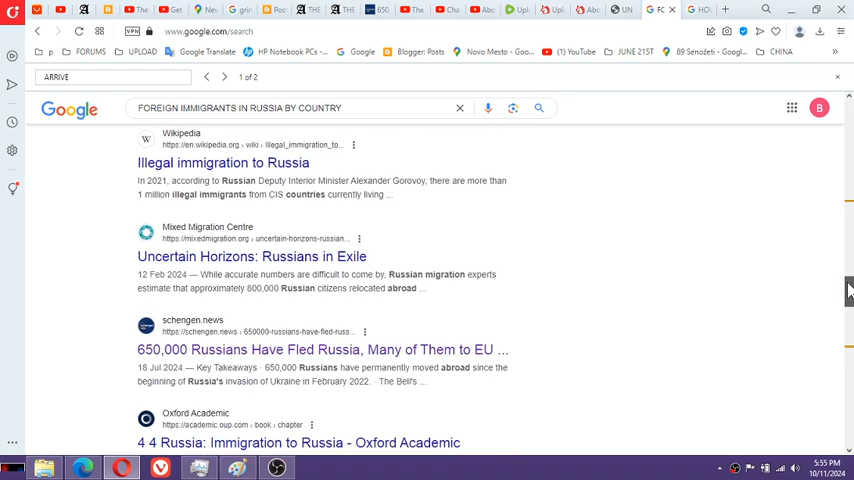 THE
THE
650
www.google.com/search
VPN
p
FORUMS
UPLOAD
Google Translate
HP Notebook PC-...
Google
Blogger: Posts
Novo Mesto - Goo...
(1) YouTube
JUNE 21ST
89 Senožeti - Googl...
CHINA
ARRIVE
1 of 2
Google
FOREIGN IMMIGRANTS IN RUSSIA BY COUNTRY
B
Wikipedia
https://en.wikipedia.org › wiki › Illegal_immigration_to...
Illegal immigration to Russia
In 2021, according to Russian Deputy Interior Minister Alexander Gorovoy, there are more than
1 million illegal immigrants from CIS countries currently living ...
Mixed Migration Centre
https://mixedmigration.org › uncertain-horizons-russian...
Uncertain Horizons: Russians in Exile
12 Feb 2024 — While accurate numbers are difficult to come by, Russian migration experts
estimate that approximately 800,000 Russian citizens relocated abroad ...
schengen.news
https://schengen.news › 650000-russians-have-fled-russ...
650,000 Russians Have Fled Russia, Many of Them to EU ...
18 Jul 2024 — Key Takeaways · 650,000 Russians have permanently moved abroad since the
beginning of Russia's invasion of Ukraine in February 2022. · The Bell's ...
Oxford Academic
https://academic.oup.com › book › chapter
4 4 Russia: Immigration to Russia - Oxford Academic
5:55 PM
10/11/2024